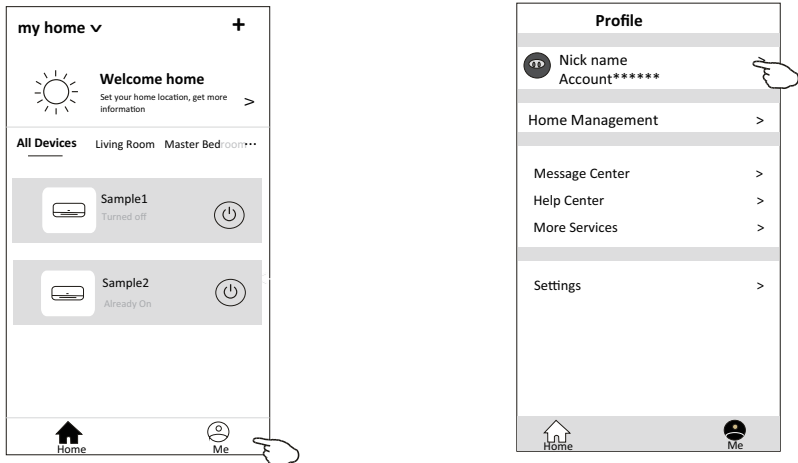 my home v +
Welcome home
Set your home location, get more
information
>
All Devices Living Room Master Bedroom ···
Sample1
Turned off
Sample2
Already On
Home Me
Profile
Nick name
Account******
Home Management >
Message Center >
Help Center >
More Services >
Settings >
Home Me